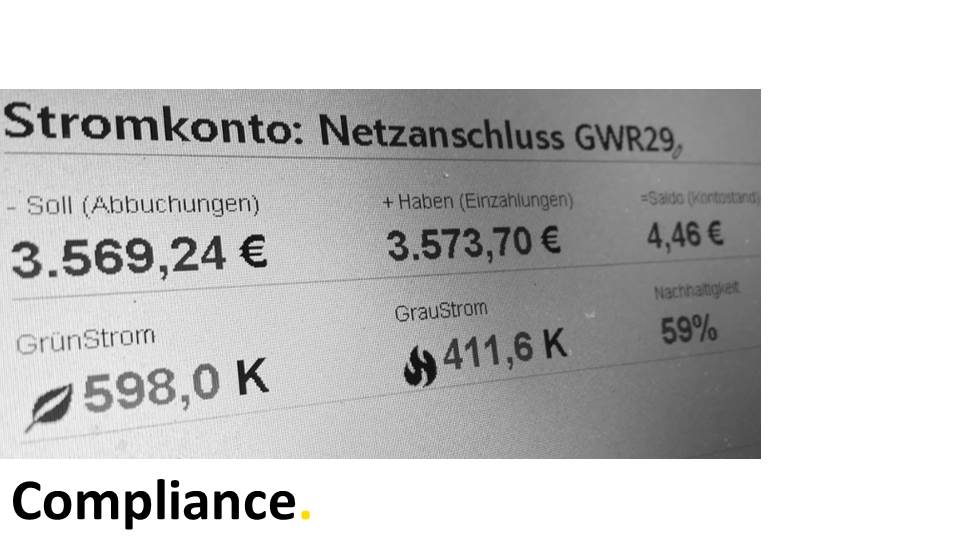 Stromkonto: Netzanschluss GWR29
- Soll (Abbuchungen) + Haben (Einzahlungen) =Saldo (Kontostand)
3.569,24 € 3.573,70 € 4,46 €
GrünStrom GrauStrom Nachhaltigkeit
598,0 K 411,6 K 59%
Compliance.